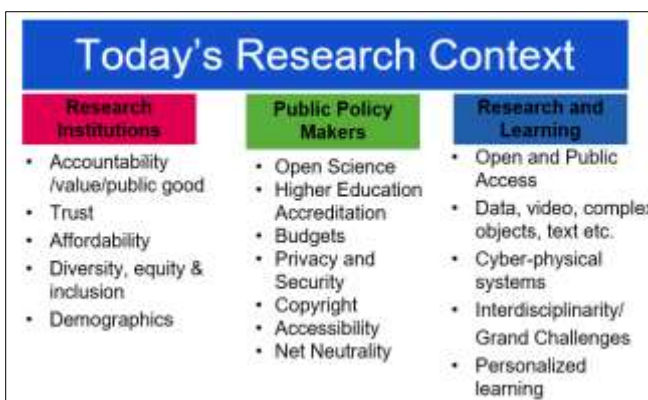 Today's Research Context
Research
Institutions
• Accountability
/value/public good
• Trust
• Affordability
• Diversity, equity &
inclusion
• Demographics
Public Policy
Makers
• Open Science
• Higher Education
Accreditation
• Budgets
• Privacy and
Security
• Copyright
• Accessibility
• Net Neutrality
Research and
Learning
• Open and Public
Access
• Data, video, complex
objects, text etc.
• Cyber-physical
systems
• Interdisciplinarity/
Grand Challenges
• Personalized
learning